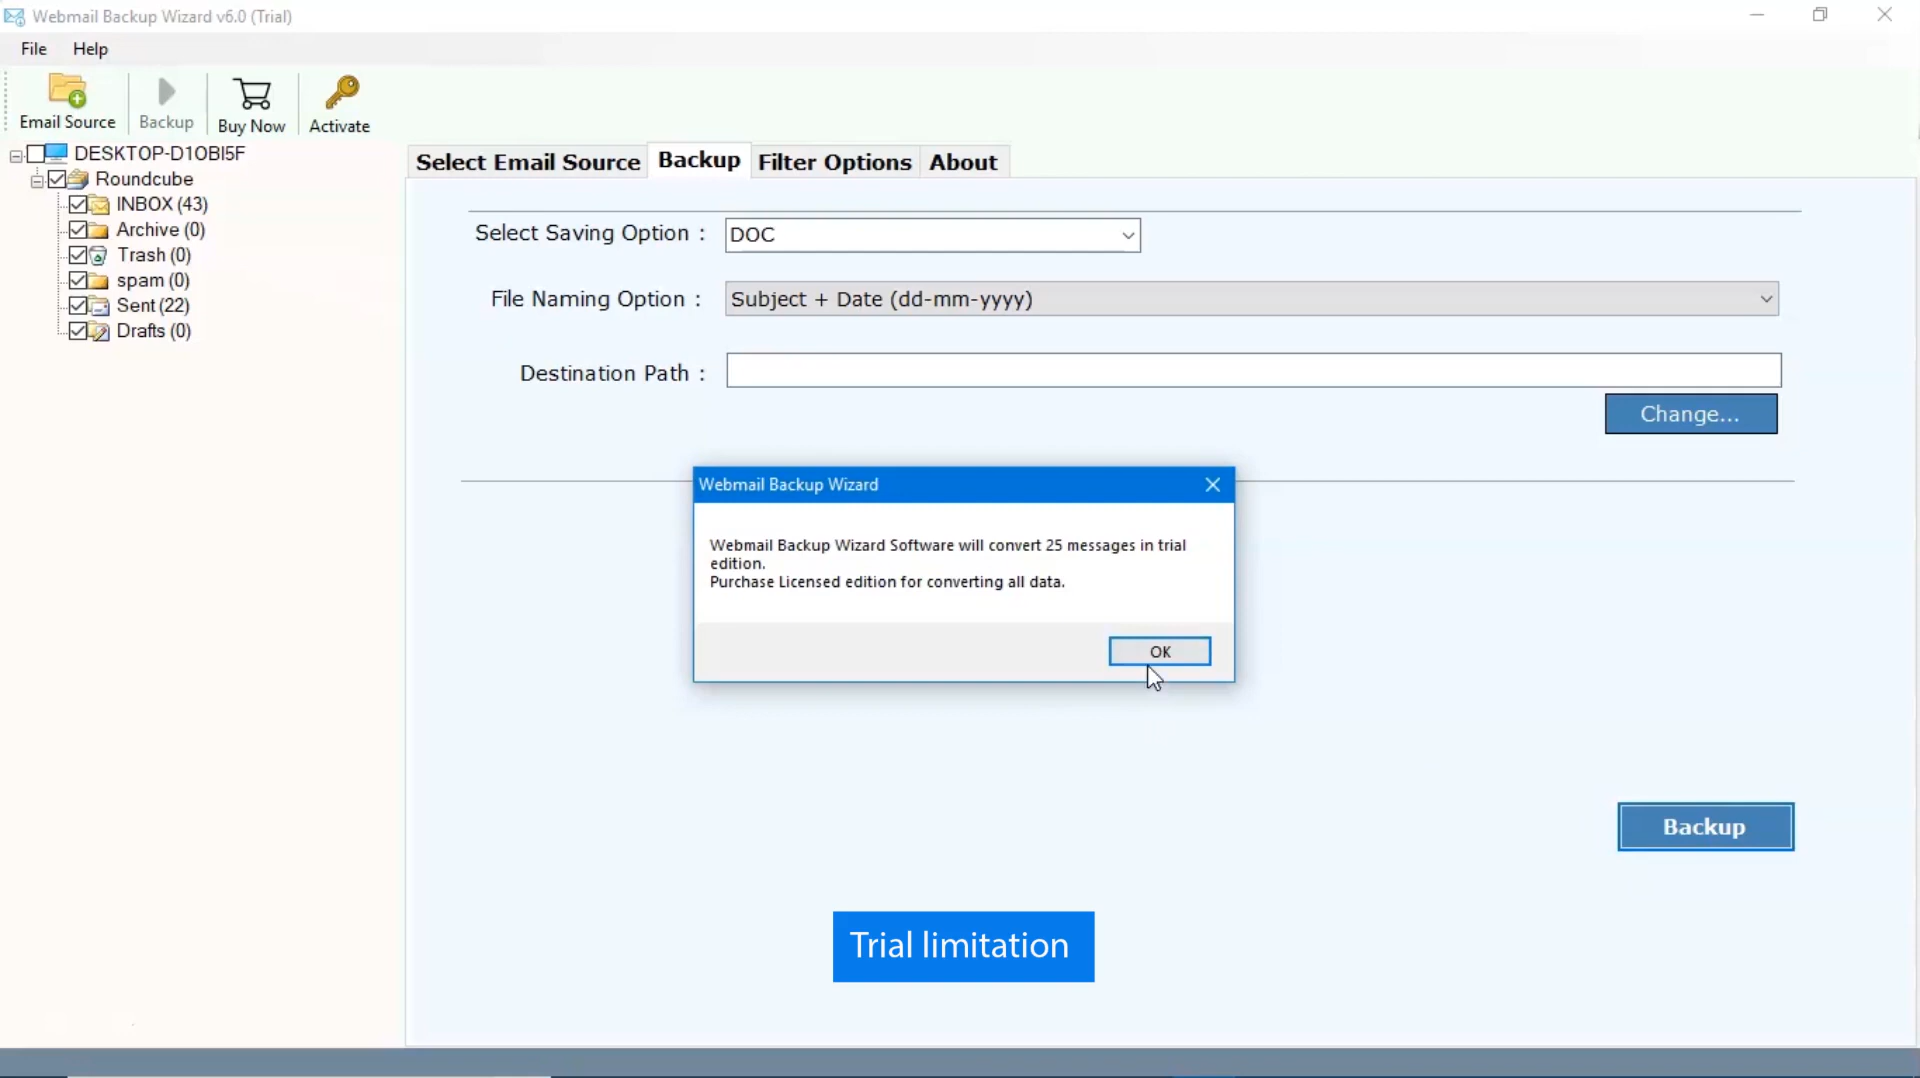 Webmail Backup Wizard v6.0 (Trial)
File Help
Email Source Backup Buy Now Activate
DESKTOP-D1OBI5F
Roundcube
INBOX (43)
Archive (0)
Trash (0)
spam (0)
Sent (22)
Drafts (0)
Select Email Source Backup Filter Options About
Select Saving Option : DOC
File Naming Option : Subject + Date (dd-mm-yyyy)
Destination Path :
Change...
Webmail Backup Wizard
Webmail Backup Wizard Software will convert 25 messages in trial
edition.
Purchase Licensed edition for converting all data.
OK
Backup
Trial limitation